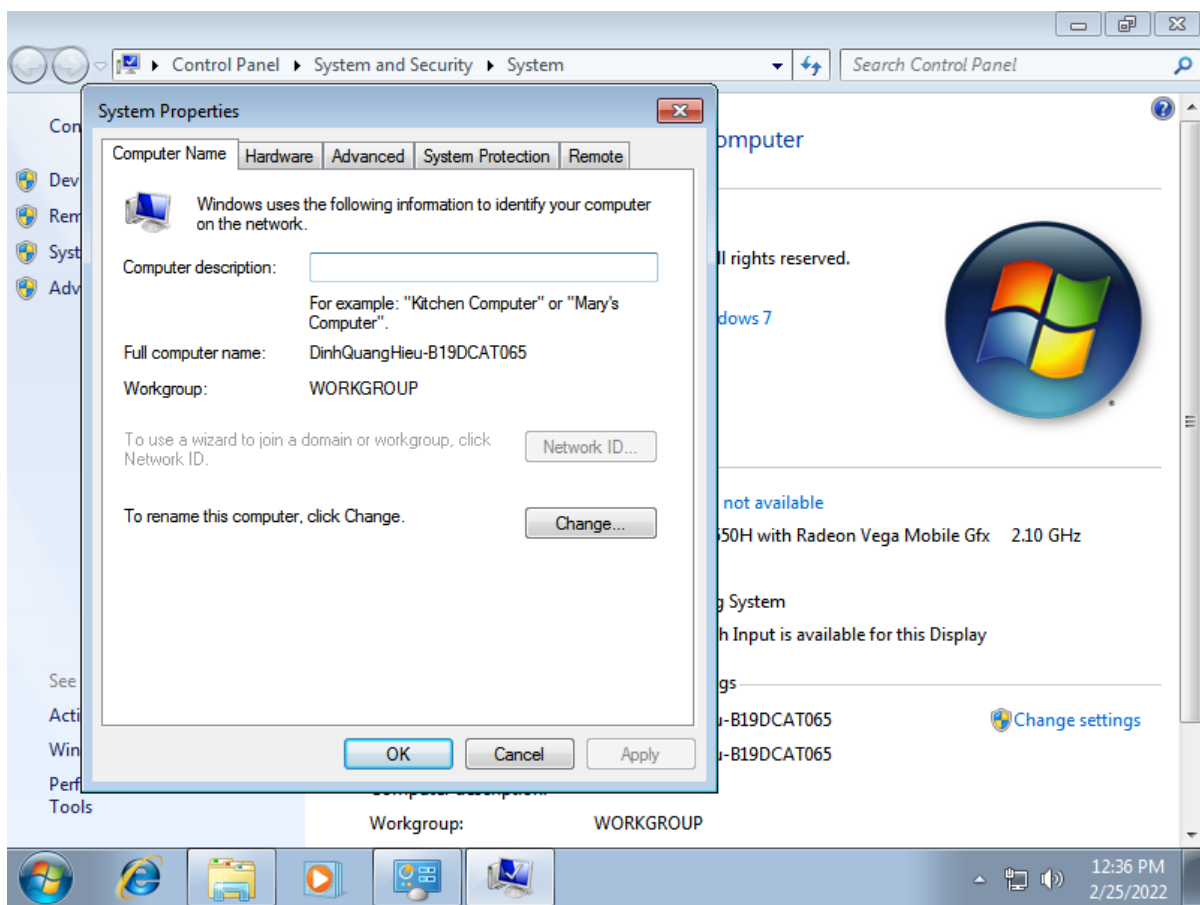 Control Panel System and Security System
Search Control Panel
System Properties
Computer Name Hardware Advanced System Protection Remote
Windows uses the following information to identify your computer
on the network.
Computer description:
For example: "Kitchen Computer" or "Mary's
Computer".
Full computer name: DinhQuangHieu-B19DCAT065
Workgroup: WORKGROUP
To use a wizard to join a domain or workgroup, click
Network ID.
Network ID...
To rename this computer, click Change.
Change...
OK Cancel Apply
Con
Dev
Rem
Syst
Adv
See
Acti
Win
Perf
Tools
omputer
ll rights reserved.
dows 7
not available
50H with Radeon Vega Mobile Gfx 2.10 GHz
g System
h Input is available for this Display
gs
u-B19DCAT065
Change settings
u-B19DCAT065
Workgroup: WORKGROUP
12:36 PM
2/25/2022